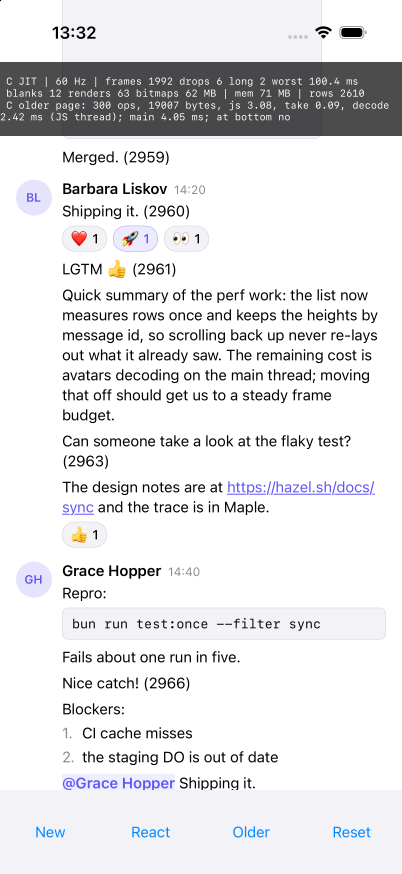 13:32
C JIT | 60 Hz | frames 1992 drops 6 long 2 worst 100.4 ms
blanks 12 renders 63 bitmaps 62 MB | mem 71 MB | rows 2610
C older page: 300 ops, 19007 bytes, js 3.08, take 0.09, decode
2.42 ms (JS thread); main 4.05 ms; at bottom no
Merged. (2959)
BL
Barbara Liskov 14:20
Shipping it. (2960)
❤️ 1 🚀 1 👀 1
LGTM 👍 (2961)
Quick summary of the perf work: the list now
measures rows once and keeps the heights by
message id, so scrolling back up never re-lays
out what it already saw. The remaining cost is
avatars decoding on the main thread; moving
that off should get us to a steady frame
budget.
Can someone take a look at the flaky test?
(2963)
The design notes are at https://hazel.sh/docs/
sync and the trace is in Maple.
👍 1
GH
Grace Hopper 14:40
Repro:
bun run test:once --filter sync
Fails about one run in five.
Nice catch! (2966)
Blockers:
1. CI cache misses
2. the staging DO is out of date
@Grace Hopper Shipping it.
New React Older Reset